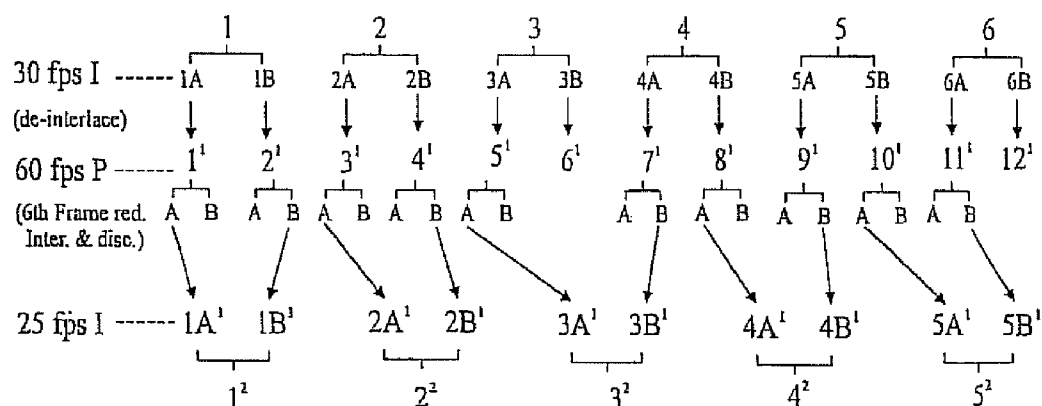 1 2 3 4 5 6
30 fps I ------ 1A 1B 2A 2B 3A 3B 4A 4B 5A 5B 6A 6B
(de-interlace)
1¹ 2¹ 3¹ 4¹ 5¹ 6¹ 7¹ 8¹ 9¹ 10¹ 11¹ 12¹
60 fps P ------
(6th Frame red. A B A B A B A B A B A B A B A B A B A B
Inter. & disc.)
25 fps I ------ 1A¹ 1B¹ 2A¹ 2B¹ 3A¹ 3B¹ 4A¹ 4B¹ 5A¹ 5B¹
1² 2² 3² 4² 5²